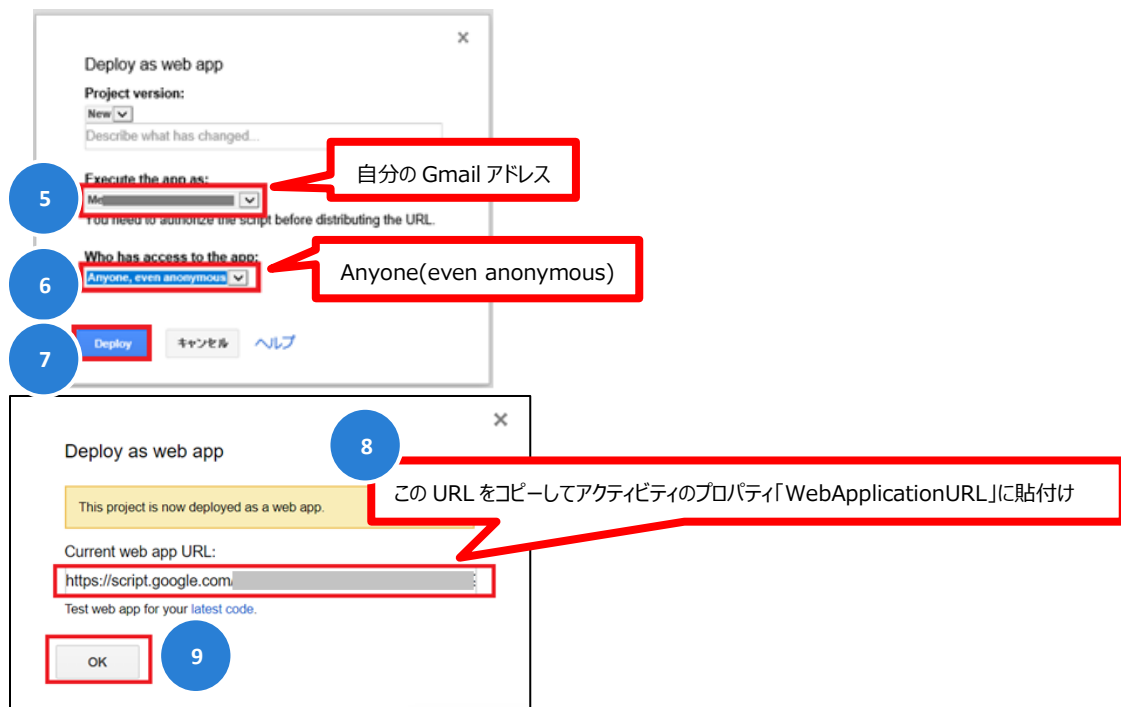 Deploy as web app
Project version:
New
Describe what has changed...
Execute the app as:
自分の Gmail アドレス
5
Me
You need to authorize the script before distributing the URL.
Who has access to the app:
Anyone(even anonymous)
6
Anyone, even anonymous
7
Deploy キャンセル ヘルプ
Deploy as web app
8
この URL をコピーしてアクティビティのプロパティ「WebApplicationURL」に貼付け
This project is now deployed as a web app.
Current web app URL:
https://script.google.com/
Test web app for your latest code.
OK
9